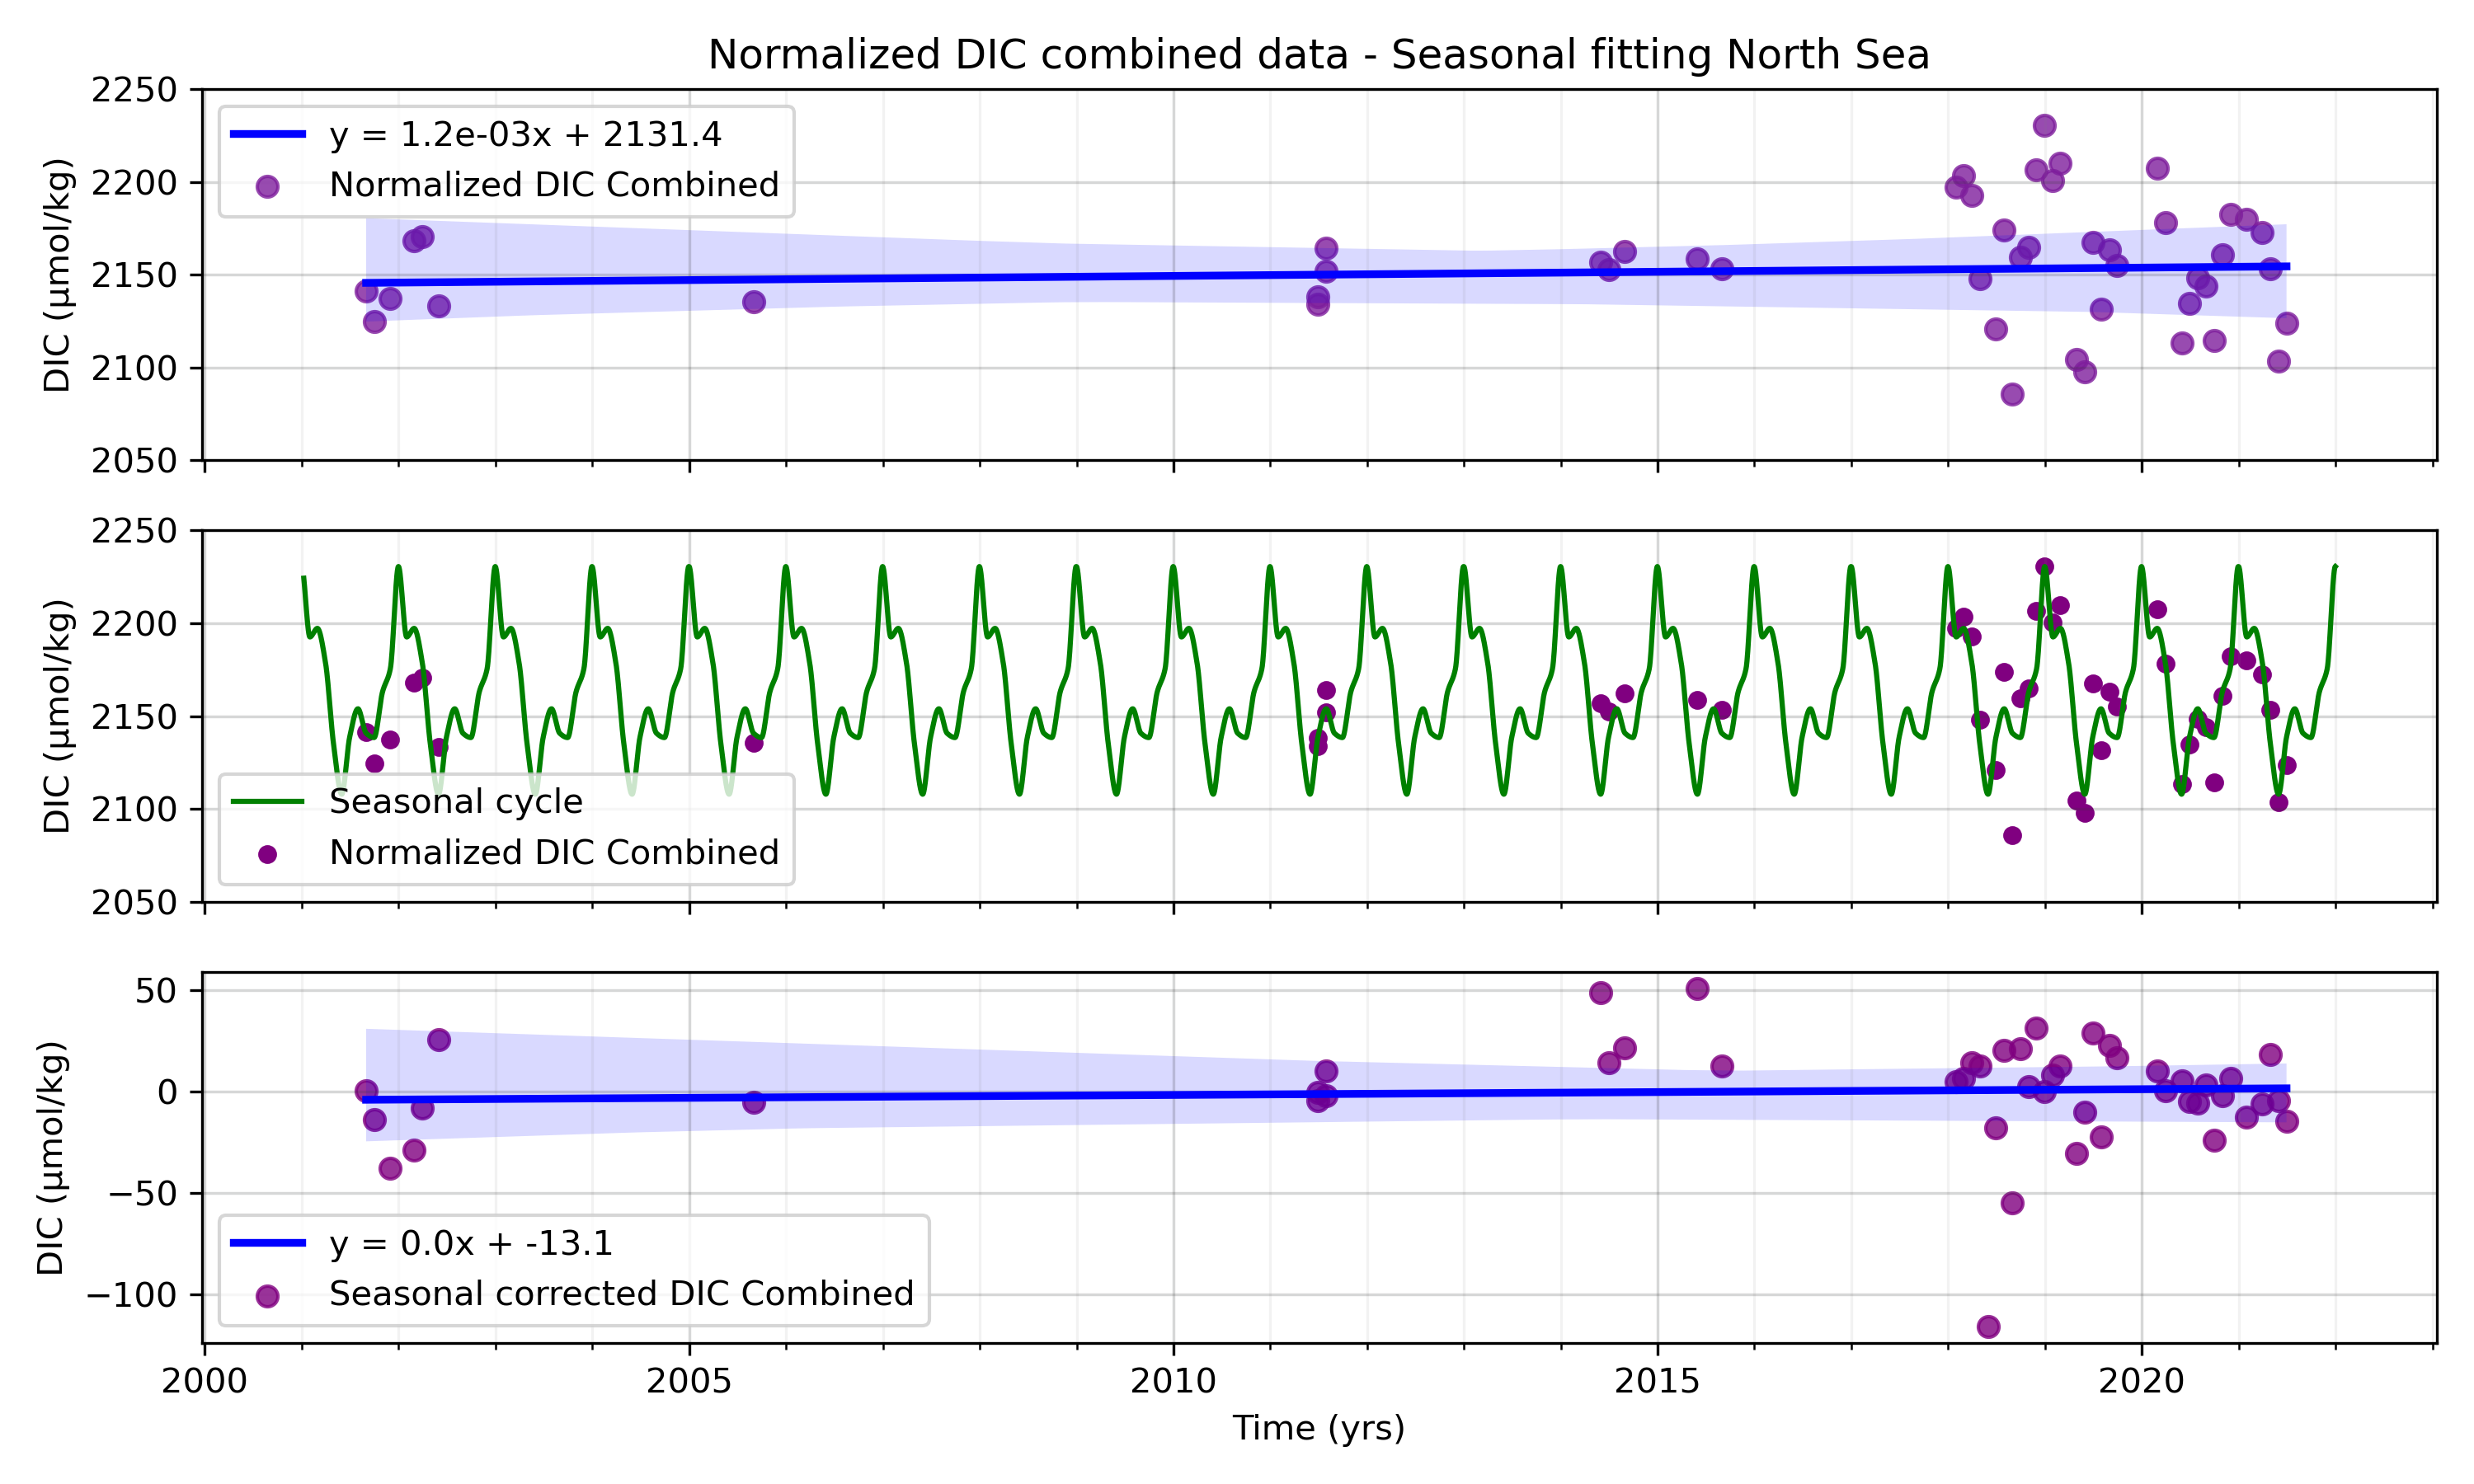 Normalized DIC combined data - Seasonal fitting North Sea
DIC (µmol/kg)
2250
2200
2150
2100
2050
y = 1.2e-03x + 2131.4
Normalized DIC Combined
DIC (µmol/kg)
2250
2200
2150
2100
2050
Seasonal cycle
Normalized DIC Combined
DIC (µmol/kg)
50
0
−50
−100
y = 0.0x + -13.1
Seasonal corrected DIC Combined
2000 2005 2010 2015 2020
Time (yrs)